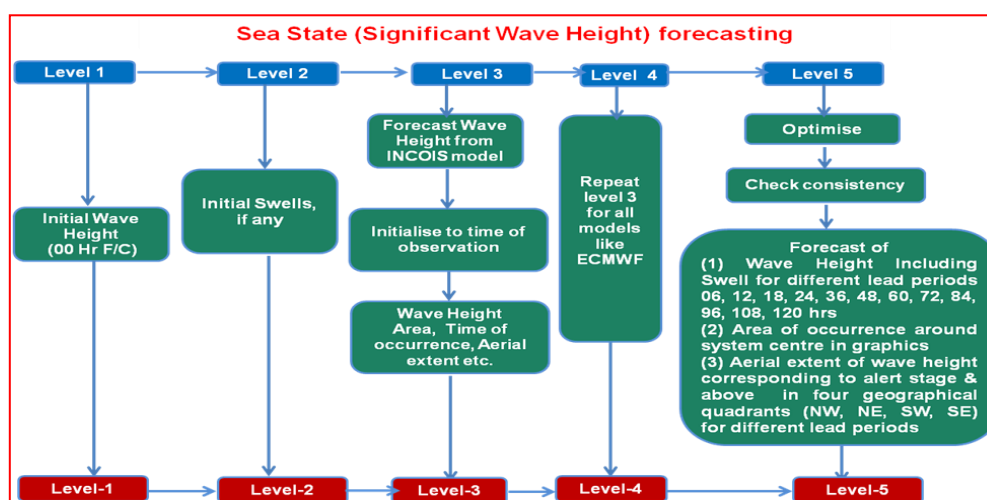 Sea State (Significant Wave Height) forecasting
Level 1
Level 2
Level 3
Level 4
Level 5
Initial Wave
Height
(00 Hr F/C)
Initial Swells,
if any
Forecast Wave
Height from
INCOIS model
Initialise to time of
observation
Wave Height
Area, Time of
occurrence, Aerial
extent etc.
Repeat
level 3
for all
models
like
ECMWF
Optimise
Check consistency
Forecast of
(1) Wave Height Including
Swell for different lead periods
06, 12, 18, 24, 36, 48, 60, 72, 84,
96, 108, 120 hrs
(2) Area of occurrence around
system centre in graphics
(3) Aerial extent of wave height
corresponding to alert stage &
above in four geographical
quadrants (NW, NE, SW, SE)
for different lead periods
Level-1
Level-2
Level-3
Level-4
Level-5